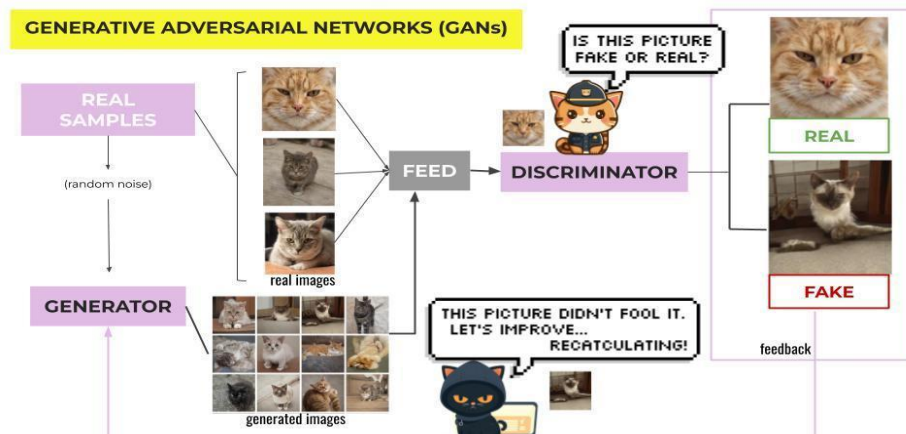 GENERATIVE ADVERSARIAL NETWORKS (GANs)
IS THIS PICTURE
FAKE OR REAL?
REAL
SAMPLES
(random noise)
FEED
DISCRIMINATOR
REAL
real images
GENERATOR
FAKE
THIS PICTURE DIDN'T FOOL IT.
LET'S IMPROVE...
RECATCULATING!
feedback
generated images